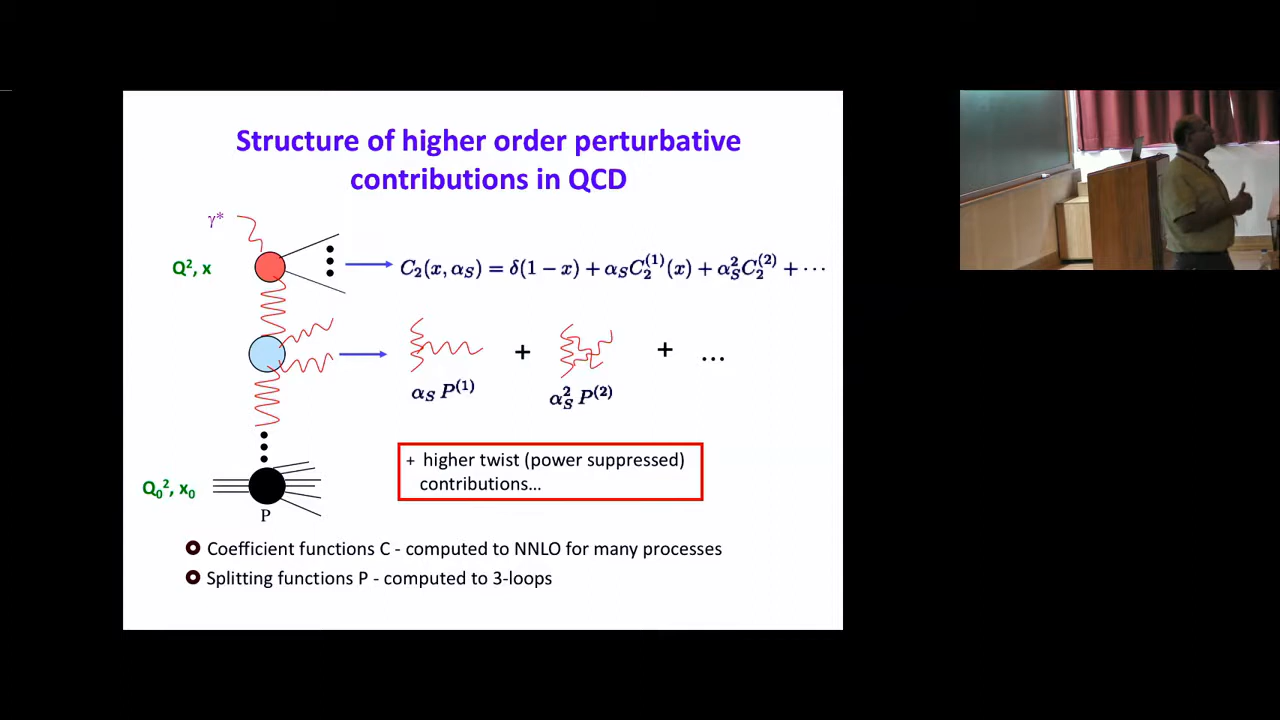 Structure of higher order perturbative
contributions in QCD
γ*
Q², x
C₂(x, α_S) = δ(1 − x) + α_S C₂⁽¹⁾(x) + α_S² C₂⁽²⁾ + ⋯
+ + ...
α_S P⁽¹⁾ α_S² P⁽²⁾
+ higher twist (power suppressed)
contributions...
Q₀², x₀
P
Coefficient functions C - computed to NNLO for many processes
Splitting functions P - computed to 3-loops